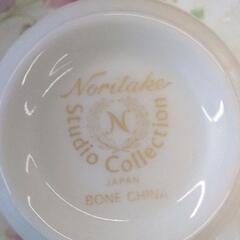 Noritake
Studio Collection
N
JAPAN
BONE CHINA